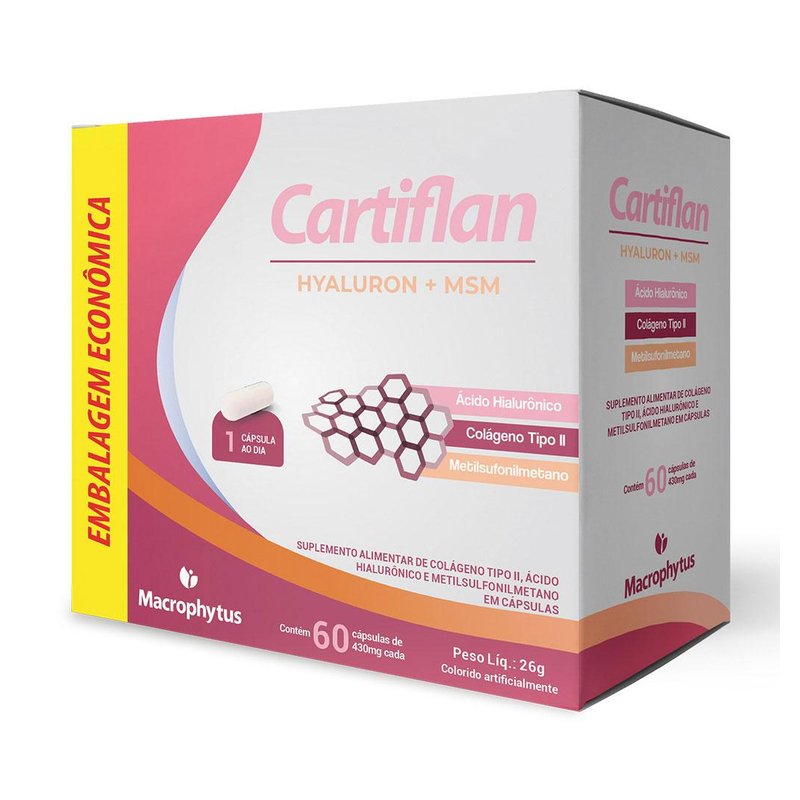 EMBALAGEM ECONÔMICA
Cartiflan
HYALURON + MSM
1 CÁPSULA
AO DIA
Ácido Hialurônico
Colágeno Tipo II
Metilsufonilmetano
SUPLEMENTO ALIMENTAR DE COLÁGENO TIPO II, ÁCIDO
HIALURÔNICO E METILSULFONILMETANO
EM CÁPSULAS
Macrophytus
Contém 60 cápsulas de
430mg cada
Peso Líq.: 26g
Colorido artificialmente
Cartiflan
HYALURON + MSM
Ácido Hialurônico
Colágeno Tipo II
Metilsufonilmetano
SUPLEMENTO ALIMENTAR DE COLÁGENO
TIPO II, ÁCIDO HIALURÔNICO E
METILSULFONILMETANO EM CÁPSULAS
Contém 60 cápsulas de
430mg cada
Macrophytus